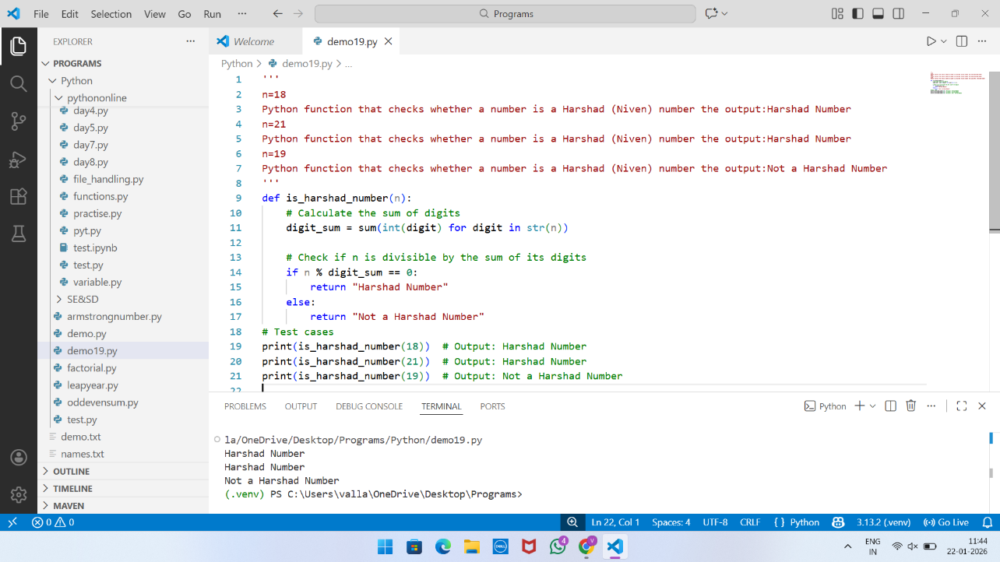 File Edit Selection View Go Run ··· Programs
EXPLORER ···
PROGRAMS
Python
pythononline
day4.py
day5.py
day7.py
day8.py
file_handling.py
functions.py
practise.py
pyt.py
test.ipynb
test.py
variable.py
SE&SD
armstrongnumber.py
demo.py
demo19.py
factorial.py
leapyear.py
oddevensum.py
test.py
demo.txt
names.txt
OUTLINE
TIMELINE
MAVEN
Welcome demo19.py
Python > demo19.py > ...
1 '''
2 n=18
3 Python function that checks whether a number is a Harshad (Niven) number the output:Harshad Number
4 n=21
5 Python function that checks whether a number is a Harshad (Niven) number the output:Harshad Number
6 n=19
7 Python function that checks whether a number is a Harshad (Niven) number the output:Not a Harshad Number
8 '''
9 def is_harshad_number(n):
10     # Calculate the sum of digits
11     digit_sum = sum(int(digit) for digit in str(n))
12
13     # Check if n is divisible by the sum of its digits
14     if n % digit_sum == 0:
15         return "Harshad Number"
16     else:
17         return "Not a Harshad Number"
18 # Test cases
19 print(is_harshad_number(18))  # Output: Harshad Number
20 print(is_harshad_number(21))  # Output: Harshad Number
21 print(is_harshad_number(19))  # Output: Not a Harshad Number
22
PROBLEMS OUTPUT DEBUG CONSOLE TERMINAL PORTS Python
la/OneDrive/Desktop/Programs/Python/demo19.py
Harshad Number
Harshad Number
Not a Harshad Number
(.venv) PS C:\Users\valla\OneDrive\Desktop\Programs>
0 0 Ln 22, Col 1 Spaces: 4 UTF-8 CRLF { } Python 3.13.2 (.venv) Go Live
DELL 4 V
ENG 11:44
IN 22-01-2026